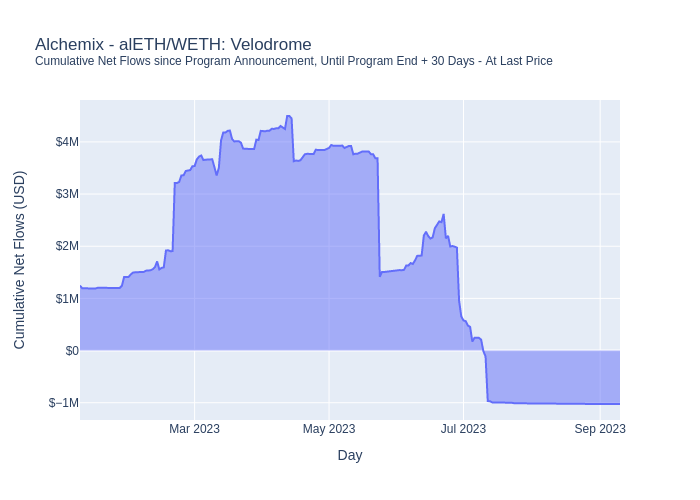 Alchemix - alETH/WETH: Velodrome
Cumulative Net Flows since Program Announcement, Until Program End + 30 Days - At Last Price
Cumulative Net Flows (USD)
$4M
$3M
$2M
$1M
$0
$−1M
Mar 2023
May 2023
Jul 2023
Sep 2023
Day